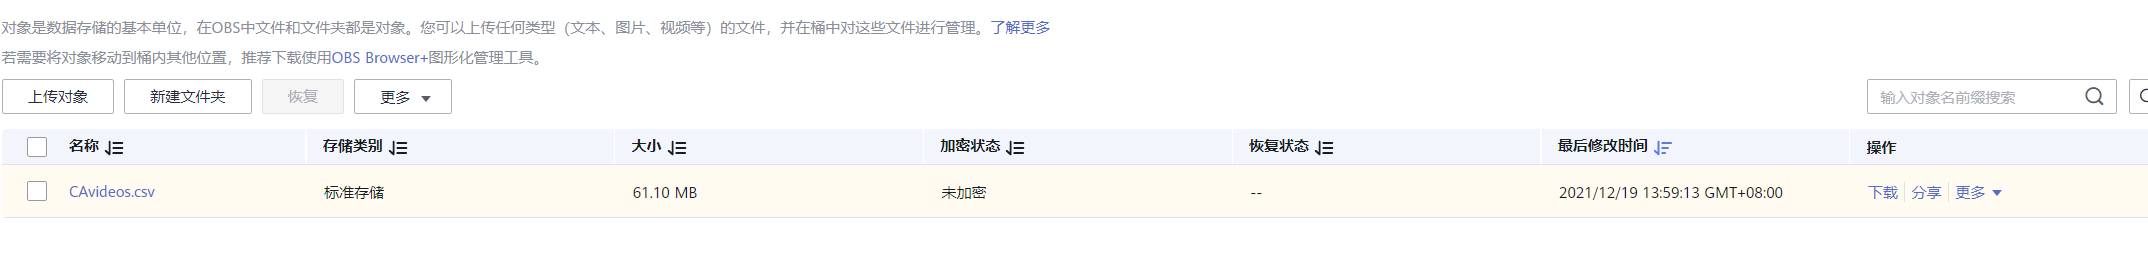 对象是数据存储的基本单位，在OBS中文件和文件夹都是对象。您可以上传任何类型（文本、图片、视频等）的文件，并在桶中对这些文件进行管理。了解更多
若需要将对象移动到桶内其他位置，推荐下载使用OBS Browser+图形化管理工具。
上传对象 新建文件夹 恢复 更多 输入对象名前缀搜索
名称 存储类别 大小 加密状态 恢复状态 最后修改时间 操作
CAvideos.csv 标准存储 61.10 MB 未加密 -- 2021/12/19 13:59:13 GMT+08:00 下载 分享 更多